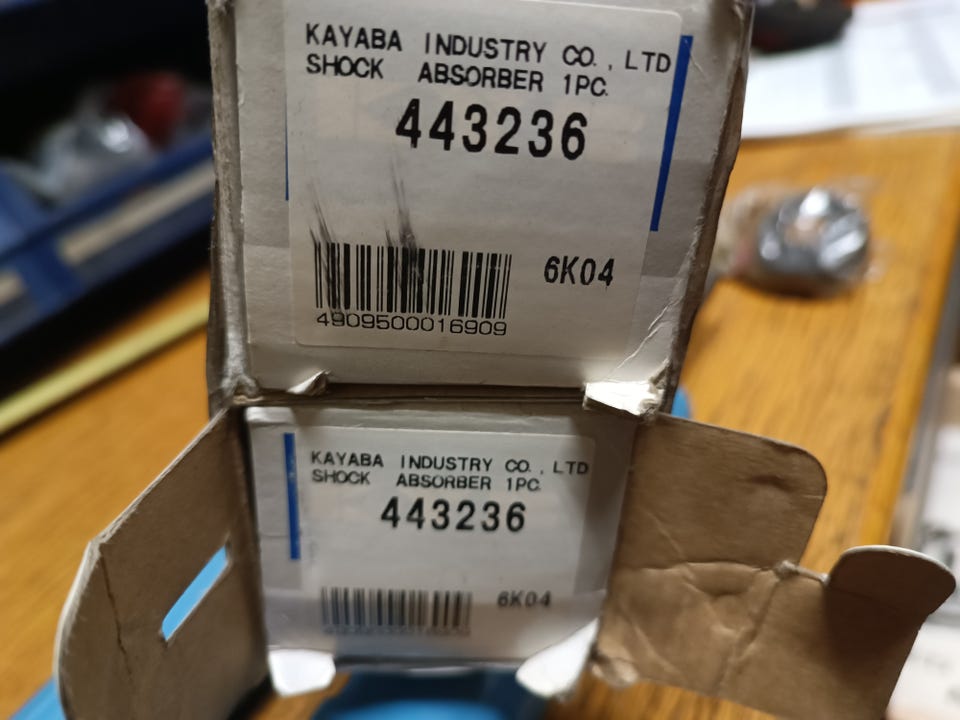 KAYABA INDUSTRY CO., LTD
SHOCK ABSORBER 1PC.
443236
6K04
4909500016909
KAYABA INDUSTRY CO., LTD
SHOCK ABSORBER 1PC.
443236
6K04